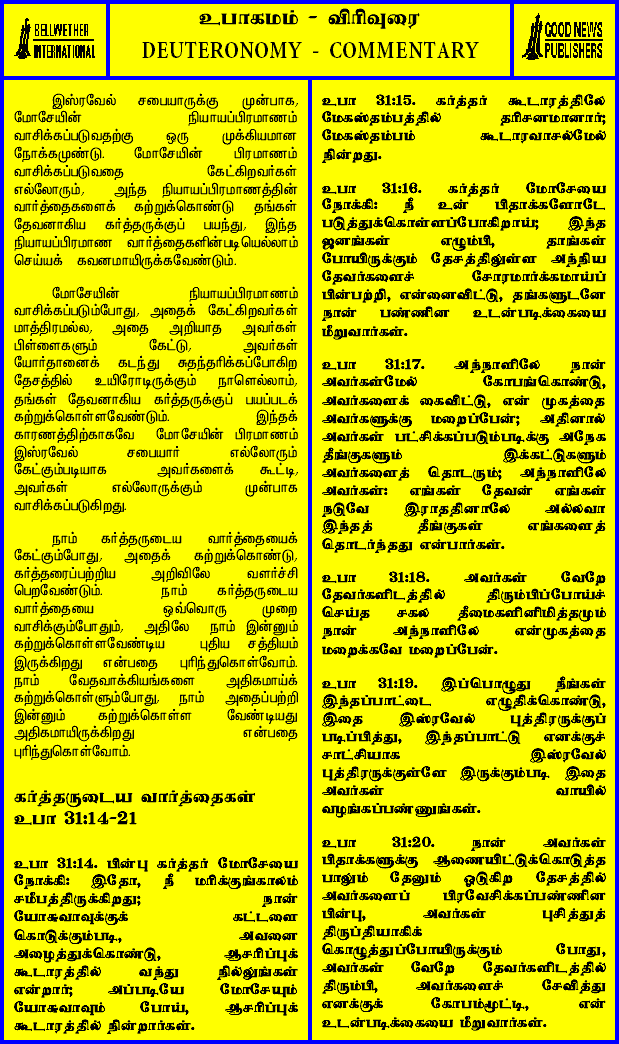 BELLWETHER
INTERNATIONAL
உபாகமம் - விரிவுரை
DEUTERONOMY - COMMENTARY
GOOD NEWS
PUBLISHERS
இஸ்ரவேல் சபையாருக்கு முன்பாக,
மோசேயின் நியாயப்பிரமாணம்
வாசிக்கப்படுவதற்கு ஒரு முக்கியமான
நோக்கமுண்டு. மோசேயின் பிரமாணம்
வாசிக்கப்படுவதை கேட்கிறவர்கள்
எல்லோரும், அந்த நியாயப்பிரமாணத்தின்
வார்த்தைகளைக் கற்றுக்கொண்டு தங்கள்
தேவனாகிய கர்த்தருக்குப் பயந்து, இந்த
நியாயப்பிரமாண வார்த்தைகளின்படியெல்லாம்
செய்யக் கவனமாயிருக்கவேண்டும்.
மோசேயின் நியாயப்பிரமாணம்
வாசிக்கப்படும்போது, அதைக் கேட்கிறவர்கள்
மாத்திரமல்ல, அதை அறியாத அவர்கள்
பிள்ளைகளும் கேட்டு, அவர்கள்
யோர்தானைக் கடந்து சுதந்தரிக்கப்போகிற
தேசத்தில் உயிரோடிருக்கும் நாளெல்லாம்,
தங்கள் தேவனாகிய கர்த்தருக்குப் பயப்படக்
கற்றுக்கொள்ளவேண்டும். இந்தக்
காரணத்திற்காகவே மோசேயின் பிரமாணம்
இஸ்ரவேல் சபையார் எல்லோரும்
கேட்கும்படியாக அவர்களைக் கூட்டி,
அவர்கள் எல்லோருக்கும் முன்பாக
வாசிக்கப்படுகிறது.
நாம் கர்த்தருடைய வார்த்தையைக்
கேட்கும்போது, அதைக் கற்றுக்கொண்டு,
கர்த்தரைப்பற்றிய அறிவிலே வளர்ச்சி
பெறவேண்டும். நாம் கர்த்தருடைய
வார்த்தையை ஒவ்வொரு முறை
வாசிக்கும்போதும், அதிலே நாம் இன்னும்
கற்றுக்கொள்ளவேண்டிய புதிய சத்தியம்
இருக்கிறது என்பதை புரிந்துகொள்வோம்.
நாம் வேதவாக்கியங்களை அதிகமாய்க்
கற்றுக்கொள்ளும்போது, நாம் அதைப்பற்றி
இன்னும் கற்றுக்கொள்ள வேண்டியது
அதிகமாயிருக்கிறது என்பதை
புரிந்துகொள்வோம்.
கர்த்தருடைய வார்த்தைகள்
உபா 31:14-21
உபா 31:14. பின்பு கர்த்தர் மோசேயை
நோக்கி: இதோ, நீ மரிக்குங்காலம்
சமீபத்திருக்கிறது; நான்
யோசுவாவுக்குக் கட்டளை
கொடுக்கும்படி, அவனை
அழைத்துக்கொண்டு, ஆசரிப்புக்
கூடாரத்தில் வந்து நில்லுங்கள்
என்றார்; அப்படியே மோசேயும்
யோசுவாவும் போய், ஆசரிப்புக்
கூடாரத்தில் நின்றார்கள்.
உபா 31:15. கர்த்தர் கூடாரத்திலே
மேகஸ்தம்பத்தில் தரிசனமானார்;
மேகஸ்தம்பம் கூடாரவாசல்மேல்
நின்றது.
உபா 31:16. கர்த்தர் மோசேயை
நோக்கி: நீ உன் பிதாக்களோடே
படுத்துக்கொள்ளப்போகிறாய்; இந்த
ஜனங்கள் எழும்பி, தாங்கள்
போயிருக்கும் தேசத்திலுள்ள அந்நிய
தேவர்களைச் சோரமார்க்கமாய்ப்
பின்பற்றி, என்னைவிட்டு, தங்களுடனே
நான் பண்ணின உடன்படிக்கையை
மீறுவார்கள்.
உபா 31:17. அந்நாளிலே நான்
அவர்கள்மேல் கோபங்கொண்டு,
அவர்களைக் கைவிட்டு, என் முகத்தை
அவர்களுக்கு மறைப்பேன்; அதினால்
அவர்கள் பட்சிக்கப்படும்படிக்கு அநேக
தீங்குகளும் இக்கட்டுகளும்
அவர்களைத் தொடரும்; அந்நாளிலே
அவர்கள்: எங்கள் தேவன் எங்கள்
நடுவே இராததினாலே அல்லவா
இந்தத் தீங்குகள் எங்களைத்
தொடர்ந்தது என்பார்கள்.
உபா 31:18. அவர்கள் வேறே
தேவர்களிடத்தில் திரும்பிப்போய்ச்
செய்த சகல தீமைகளினிமித்தமும்
நான் அந்நாளிலே என்முகத்தை
மறைக்கவே மறைப்பேன்.
உபா 31:19. இப்பொழுது நீங்கள்
இந்தப்பாட்டை எழுதிக்கொண்டு,
இதை இஸ்ரவேல் புத்திரருக்குப்
படிப்பித்து, இந்தப்பாட்டு எனக்குச்
சாட்சியாக இஸ்ரவேல்
புத்திரருக்குள்ளே இருக்கும்படி இதை
அவர்கள் வாயில்
வழங்கப்பண்ணுங்கள்.
உபா 31:20. நான் அவர்கள்
பிதாக்களுக்கு ஆணையிட்டுக்கொடுத்த
பாலும் தேனும் ஓடுகிற தேசத்தில்
அவர்களைப் பிரவேசிக்கப்பண்ணின
பின்பு, அவர்கள் புசித்துத்
திருப்தியாகிக்
கொழுத்துப்போயிருக்கும் போது,
அவர்கள் வேறே தேவர்களிடத்தில்
திரும்பி, அவர்களைச் சேவித்து
எனக்குக் கோபம்மூட்டி, என்
உடன்படிக்கையை மீறுவார்கள்.